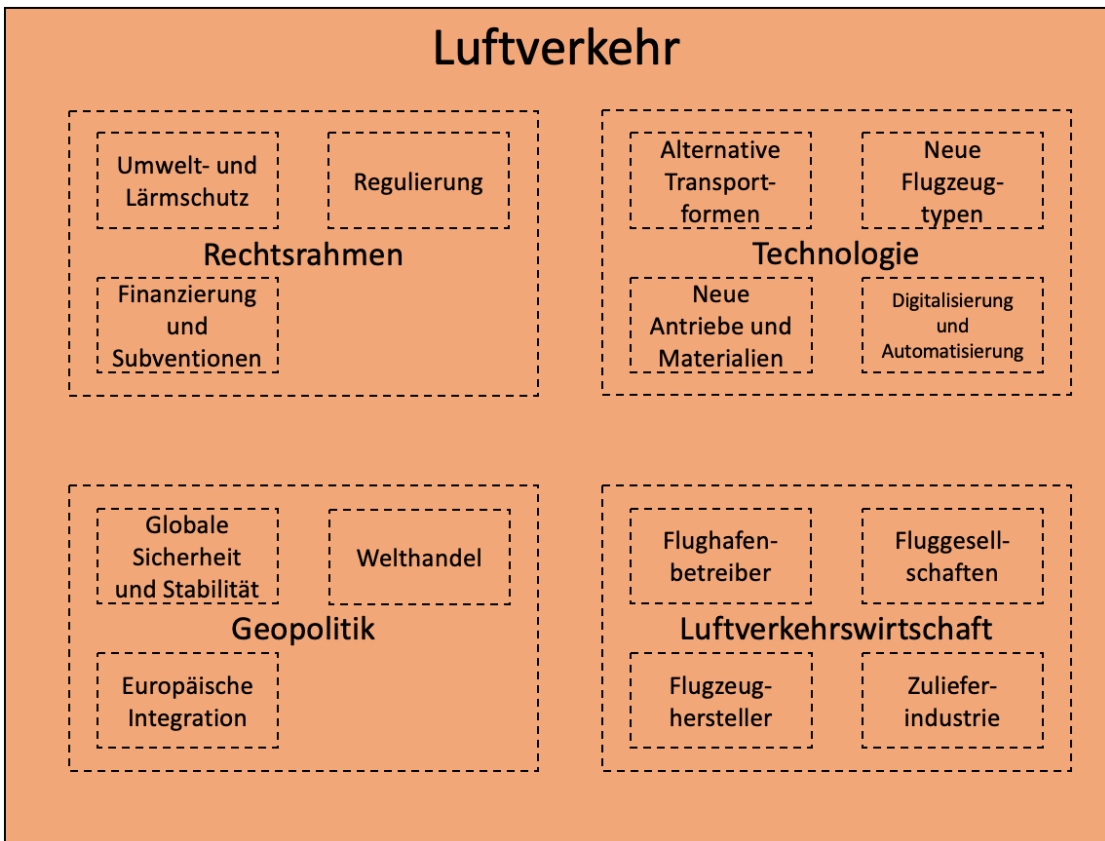 Luftverkehr
Umwelt- und
Lärmschutz
Regulierung
Rechtsrahmen
Finanzierung
und
Subventionen
Alternative
Transport-
formen
Neue
Flugzeug-
typen
Technologie
Neue
Antriebe und
Materialien
Digitalisierung
und
Automatisierung
Globale
Sicherheit
und Stabilität
Welthandel
Geopolitik
Europäische
Integration
Flughafen-
betreiber
Fluggesell-
schaften
Luftverkehrswirtschaft
Flugzeug-
hersteller
Zuliefer-
industrie